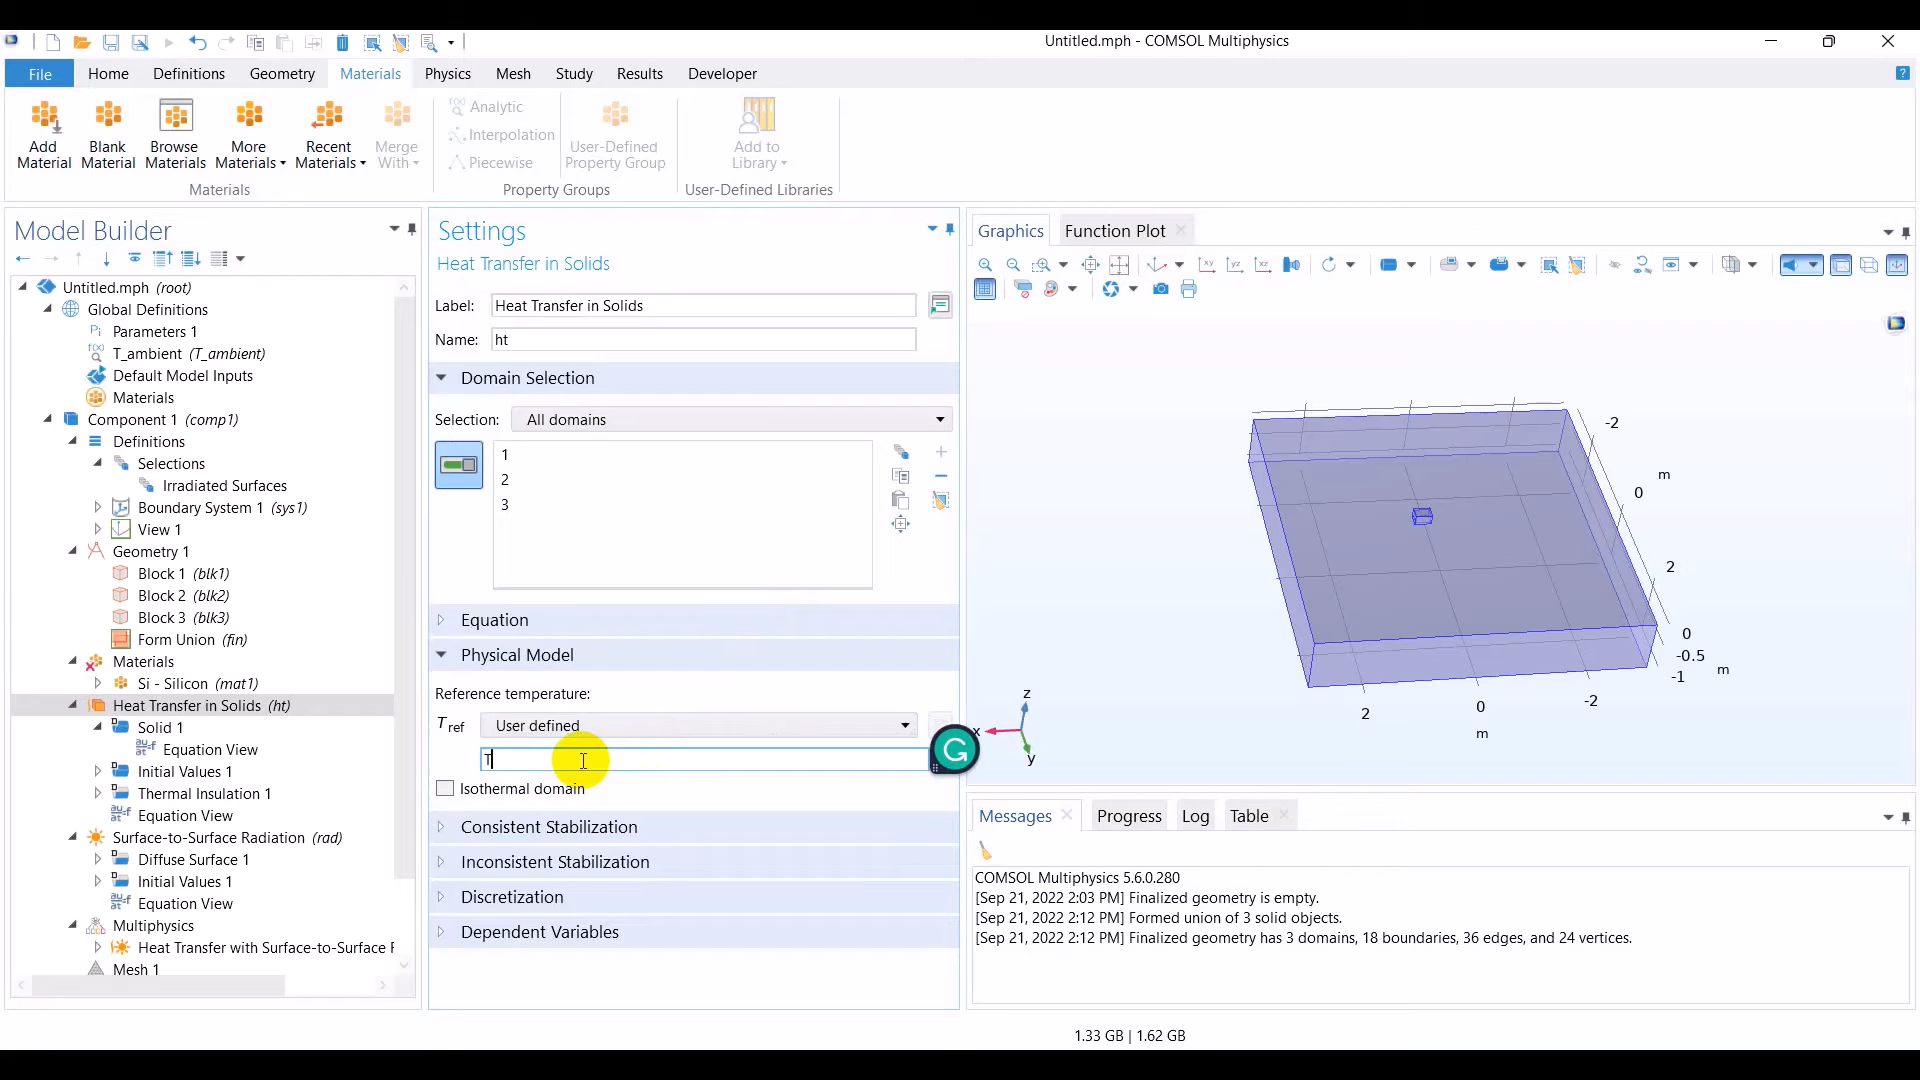 Untitled.mph - COMSOL Multiphysics
File
Home
Definitions
Geometry
Materials
Physics
Mesh
Study
Results
Developer
?
Add Material
Blank Material
Browse Materials
More Materials
Recent Materials
Merge With
Materials
Analytic
Interpolation
Piecewise
User-Defined Property Group
Property Groups
Add to Library
User-Defined Libraries
Model Builder
Untitled.mph (root)
Global Definitions
Pi Parameters 1
f(x) T_ambient (T_ambient)
Default Model Inputs
Materials
Component 1 (comp1)
Definitions
Selections
Irradiated Surfaces
Boundary System 1 (sys1)
View 1
Geometry 1
Block 1 (blk1)
Block 2 (blk2)
Block 3 (blk3)
Form Union (fin)
Materials
Si - Silicon (mat1)
Heat Transfer in Solids (ht)
Solid 1
Equation View
Initial Values 1
Thermal Insulation 1
Equation View
Surface-to-Surface Radiation (rad)
Diffuse Surface 1
Initial Values 1
Equation View
Multiphysics
Heat Transfer with Surface-to-Surface R
Mesh 1
Settings
Heat Transfer in Solids
Label: Heat Transfer in Solids
Name: ht
Domain Selection
Selection: All domains
1
2
3
Equation
Physical Model
Reference temperature:
Tref User defined
T
Isothermal domain
Consistent Stabilization
Inconsistent Stabilization
Discretization
Dependent Variables
Graphics
Function Plot
xy
yz
xz
-2
m
0
2
0
-0.5
m
-1
2
0
-2
m
z
x
y
G
Messages
Progress
Log
Table
COMSOL Multiphysics 5.6.0.280
[Sep 21, 2022 2:03 PM] Finalized geometry is empty.
[Sep 21, 2022 2:12 PM] Formed union of 3 solid objects.
[Sep 21, 2022 2:12 PM] Finalized geometry has 3 domains, 18 boundaries, 36 edges, and 24 vertices.
1.33 GB | 1.62 GB